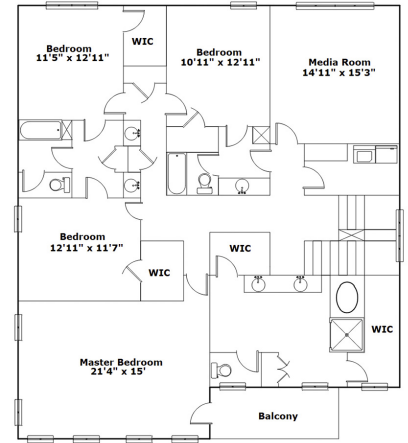 Bedroom
11'5" x 12'11"
WIC
Bedroom
10'11" x 12'11"
Media Room
14'11" x 15'3"
Bedroom
12'11" x 11'7"
WIC
WIC
WIC
Master Bedroom
21'4" x 15'
Balcony